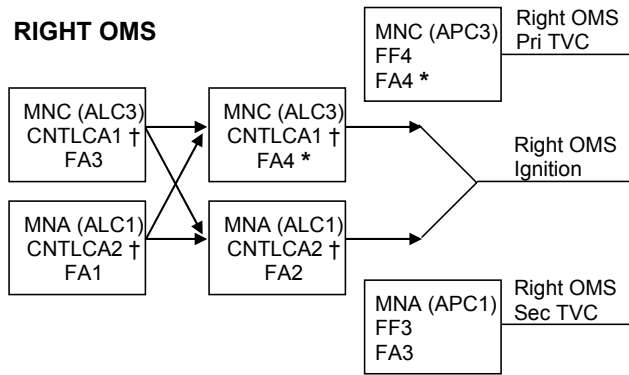 RIGHT OMS
MNC (APC3)
FF4
FA4 *
Right OMS
Pri TVC
MNC (ALC3)
CNTLCA1 †
FA3
MNC (ALC3)
CNTLCA1 †
FA4 *
Right OMS
Ignition
MNA (ALC1)
CNTLCA2 †
FA1
MNA (ALC1)
CNTLCA2 †
FA2
MNA (APC1)
FF3
FA3
Right OMS
Sec TVC